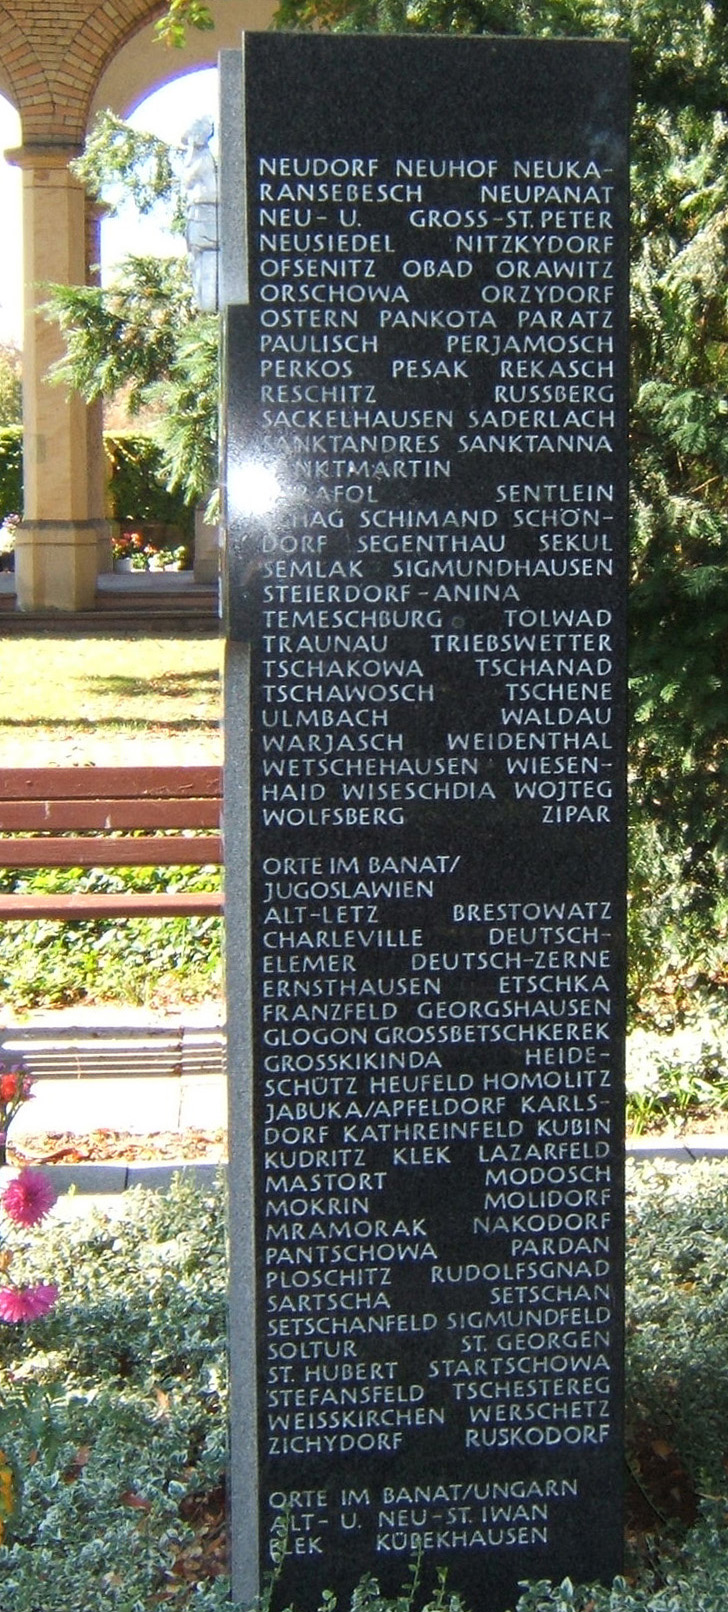 NEUDORF NEUHOF NEUKA-
RANSEBESCH NEUPANAT
NEU- U. GROSS-ST. PETER
NEUSIEDEL NITZKYDORF
OFSENITZ OBAD ORAWITZ
ORSCHOWA ORZYDORF
OSTERN PANKOTA PARATZ
PAULISCH PERJAMOSCH
PERKOS PESAK REKASCH
RESCHITZ RUSSBERG
SACKELHAUSEN SADERLACH
SANKTANDRES SANKTANNA
SANKTMARTIN
SENTLEIN
SCHIMAND SCHÖN-
DORF SEGENTHAU SEKUL
SEMLAK SIGMUNDHAUSEN
STEIERDORF-ANINA
TEMESCHBURG TOLWAD
TRAUNAU TRIEBSWETTER
TSCHAKOWA TSCHANAD
TSCHAWOSCH TSCHENE
ULMBACH WALDAU
WARJASCH WEIDENTHAL
WETSCHEHAUSEN WIESEN-
HAID WISESCHDIA WOJTEG
WOLFSBERG ZIPAR
ORTE IM BANAT/
JUGOSLAWIEN
ALT-LETZ BRESTOWATZ
CHARLEVILLE DEUTSCH-
ELEMER DEUTSCH-ZERNE
ERNSTHAUSEN ETSCHKA
FRANZFELD GEORGSHAUSEN
GLOGON GROSSBETSCHKEREK
GROSSKIKINDA HEIDE-
SCHÜTZ HEUFELD HOMOLITZ
JABUKA/APFELDORF KARLS-
DORF KATHREINFELD KUBIN
KUDRITZ KLEK LAZARFELD
MASTORT MODOSCH
MOKRIN MOLIDORF
MRAMORAK NAKODORF
PANTSCHOWA PARDAN
PLOSCHITZ RUDOLFSGNAD
SARTSCHA SETSCHAN
SETSCHANFELD SIGMUNDFELD
SOLTUR ST. GEORGEN
ST. HUBERT STARTSCHOWA
STEFANSFELD TSCHESTEREG
WEISSKIRCHEN WERSCHETZ
ZICHYDORF RUSKODORF
ORTE IM BANAT/UNGARN
ALT- U. NEU-ST. IWAN
KÜBEKHAUSEN